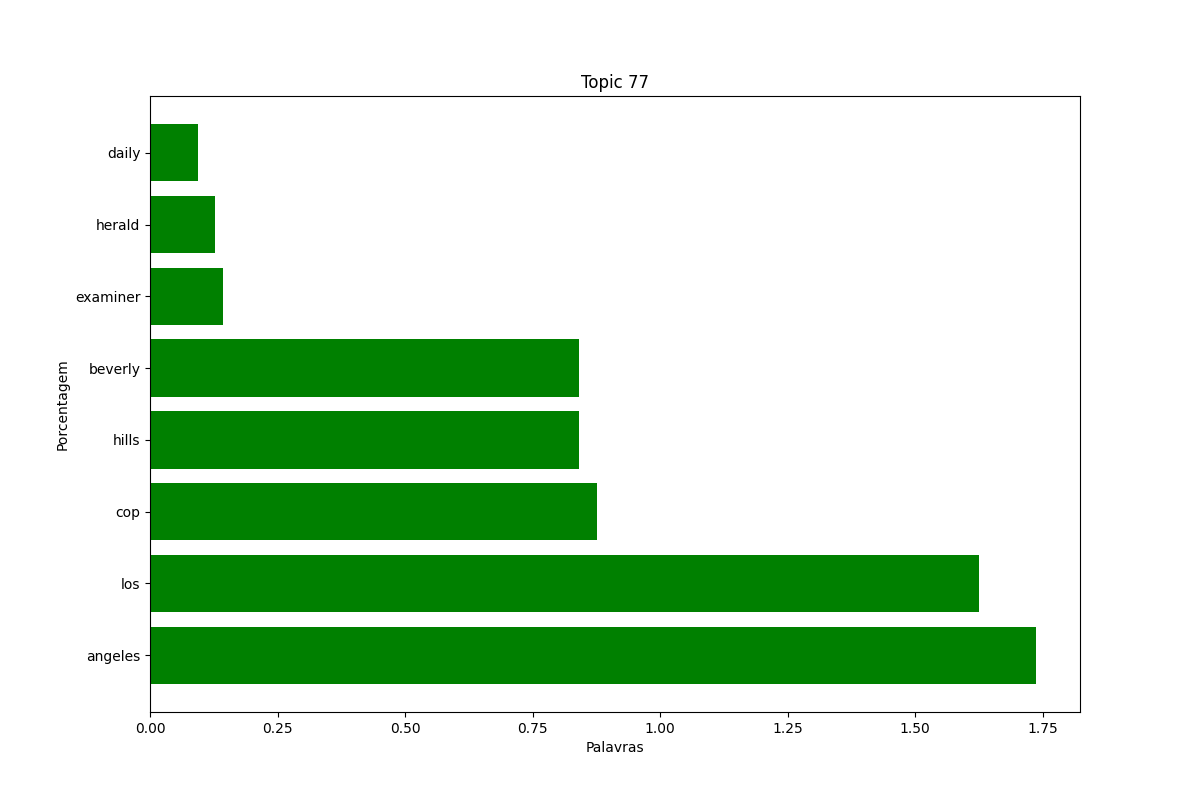 Topic 77
daily
herald
examiner
beverly
hills
cop
los
angeles
Porcentagem
0.00 0.25 0.50 0.75 1.00 1.25 1.50 1.75
Palavras